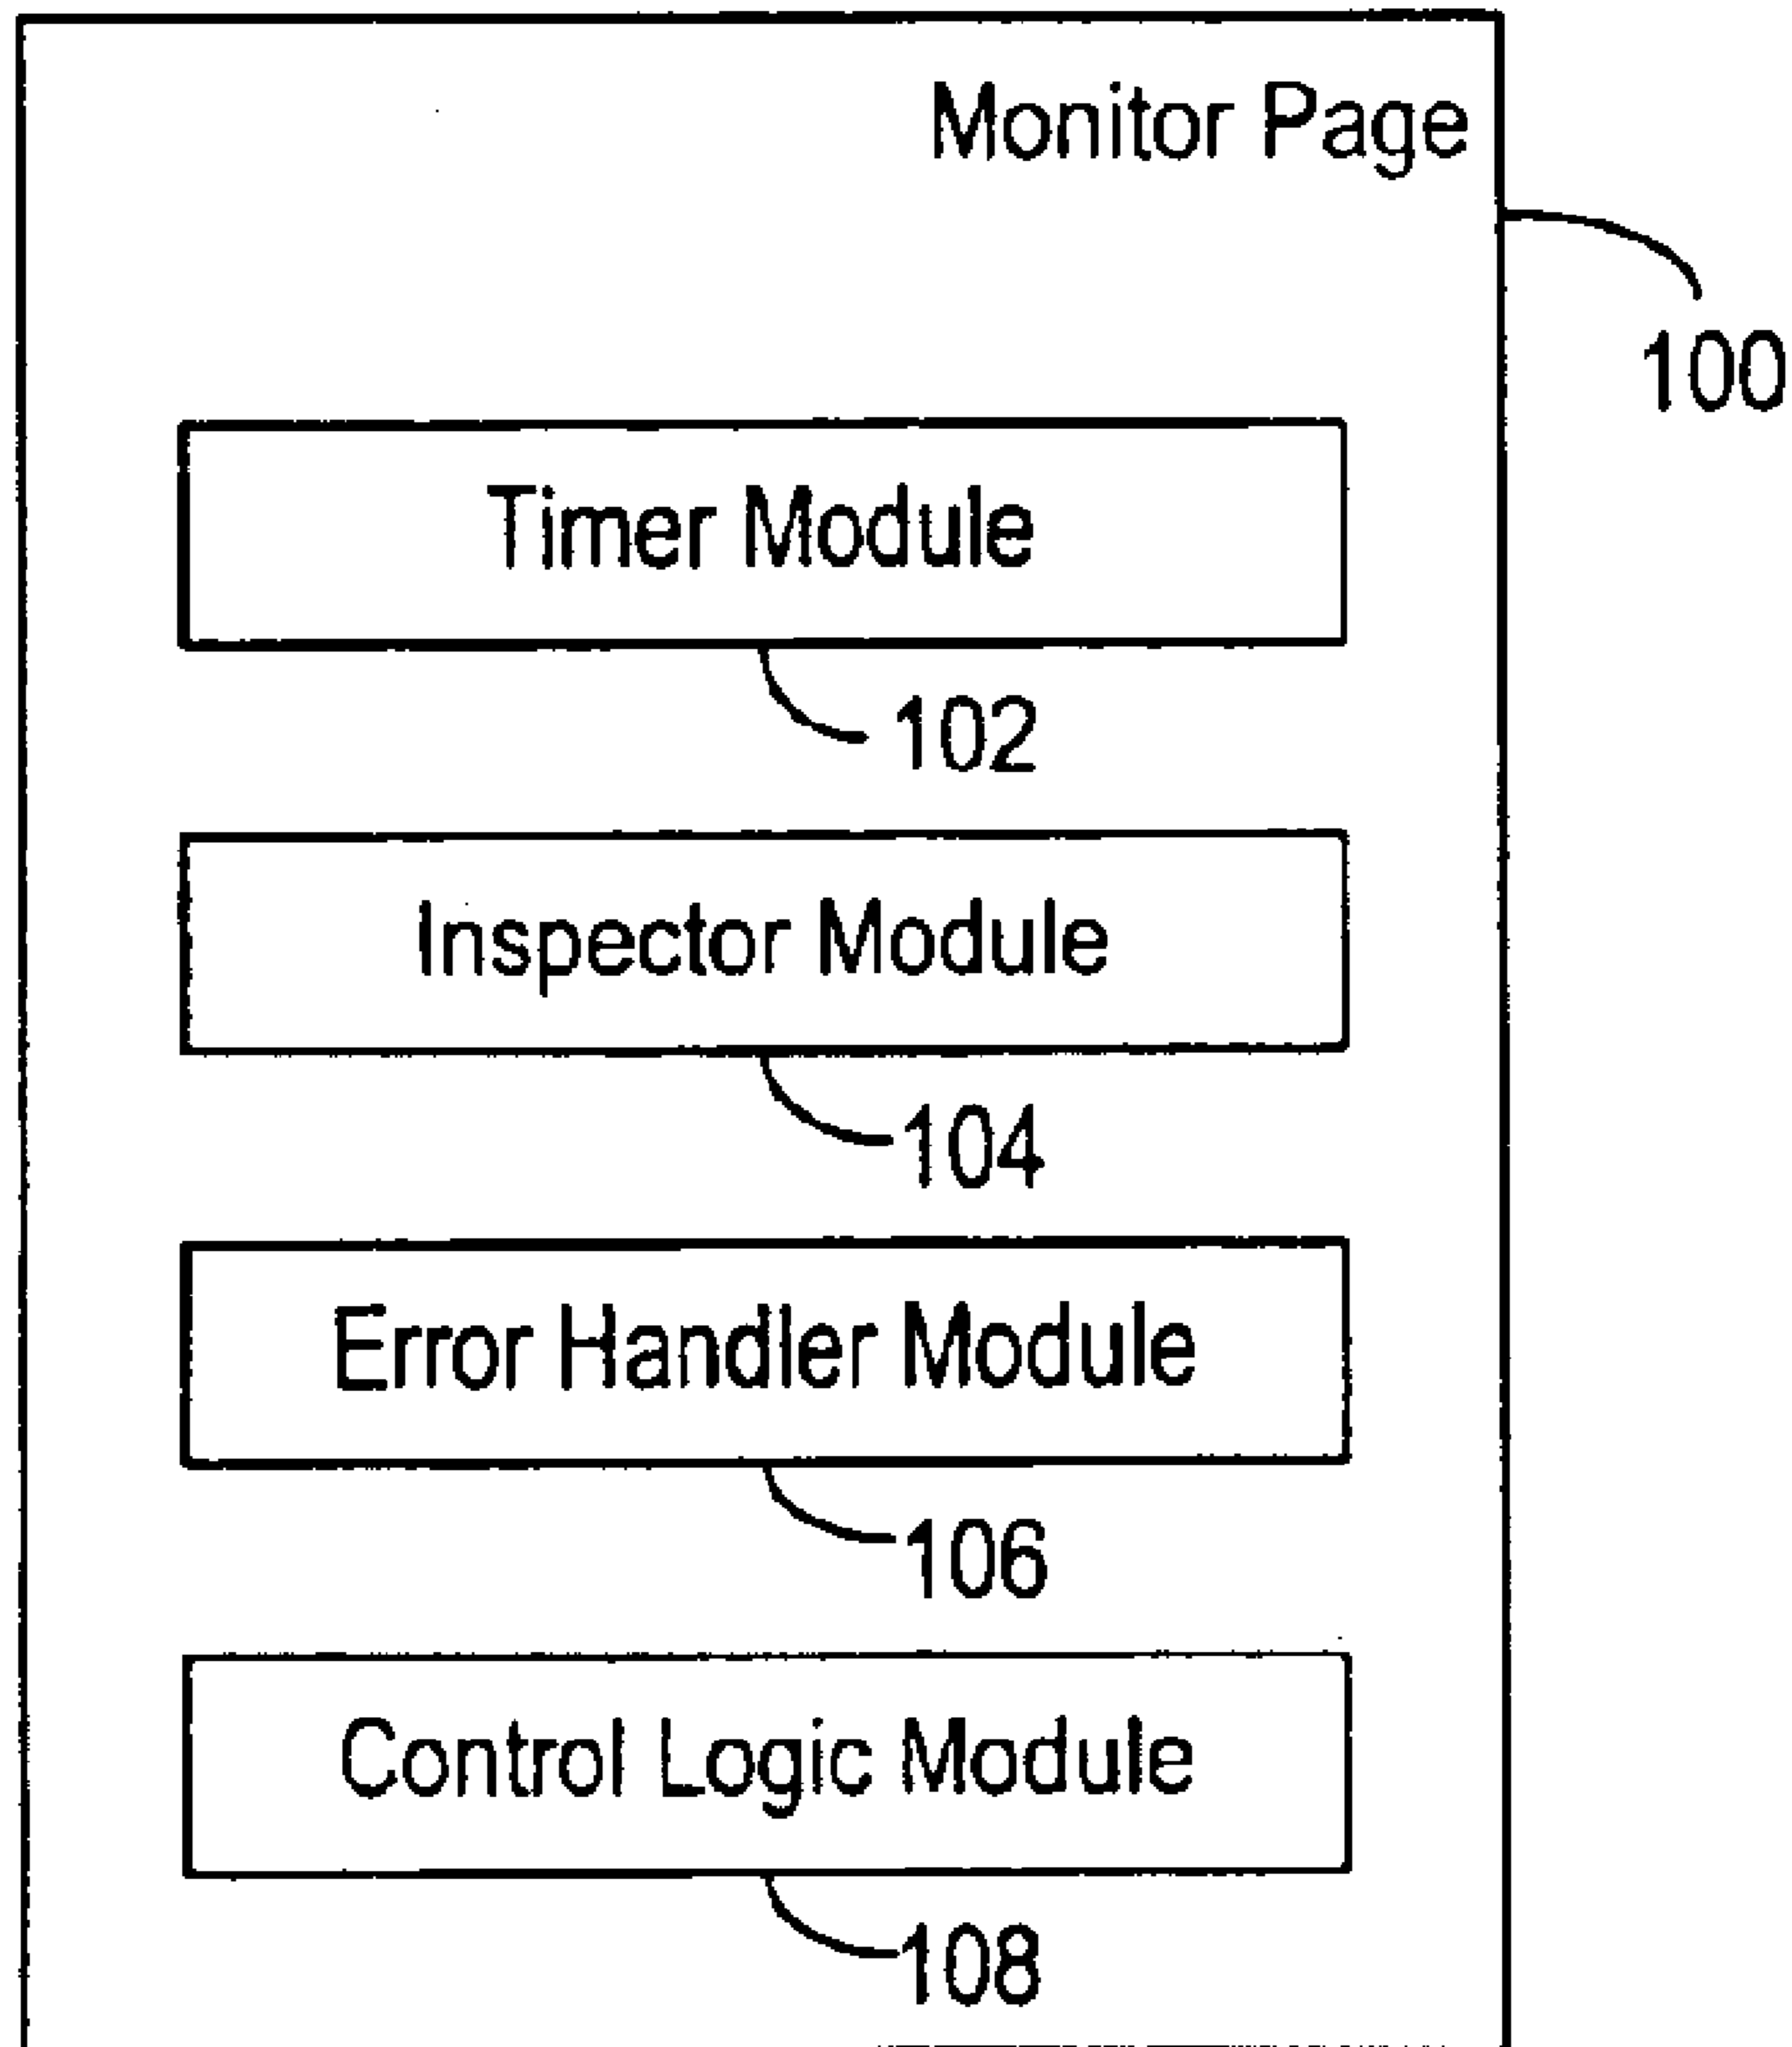 Monitor Page
100
Timer Module
102
Inspector Module
104
Error Handler Module
106
Control Logic Module
108